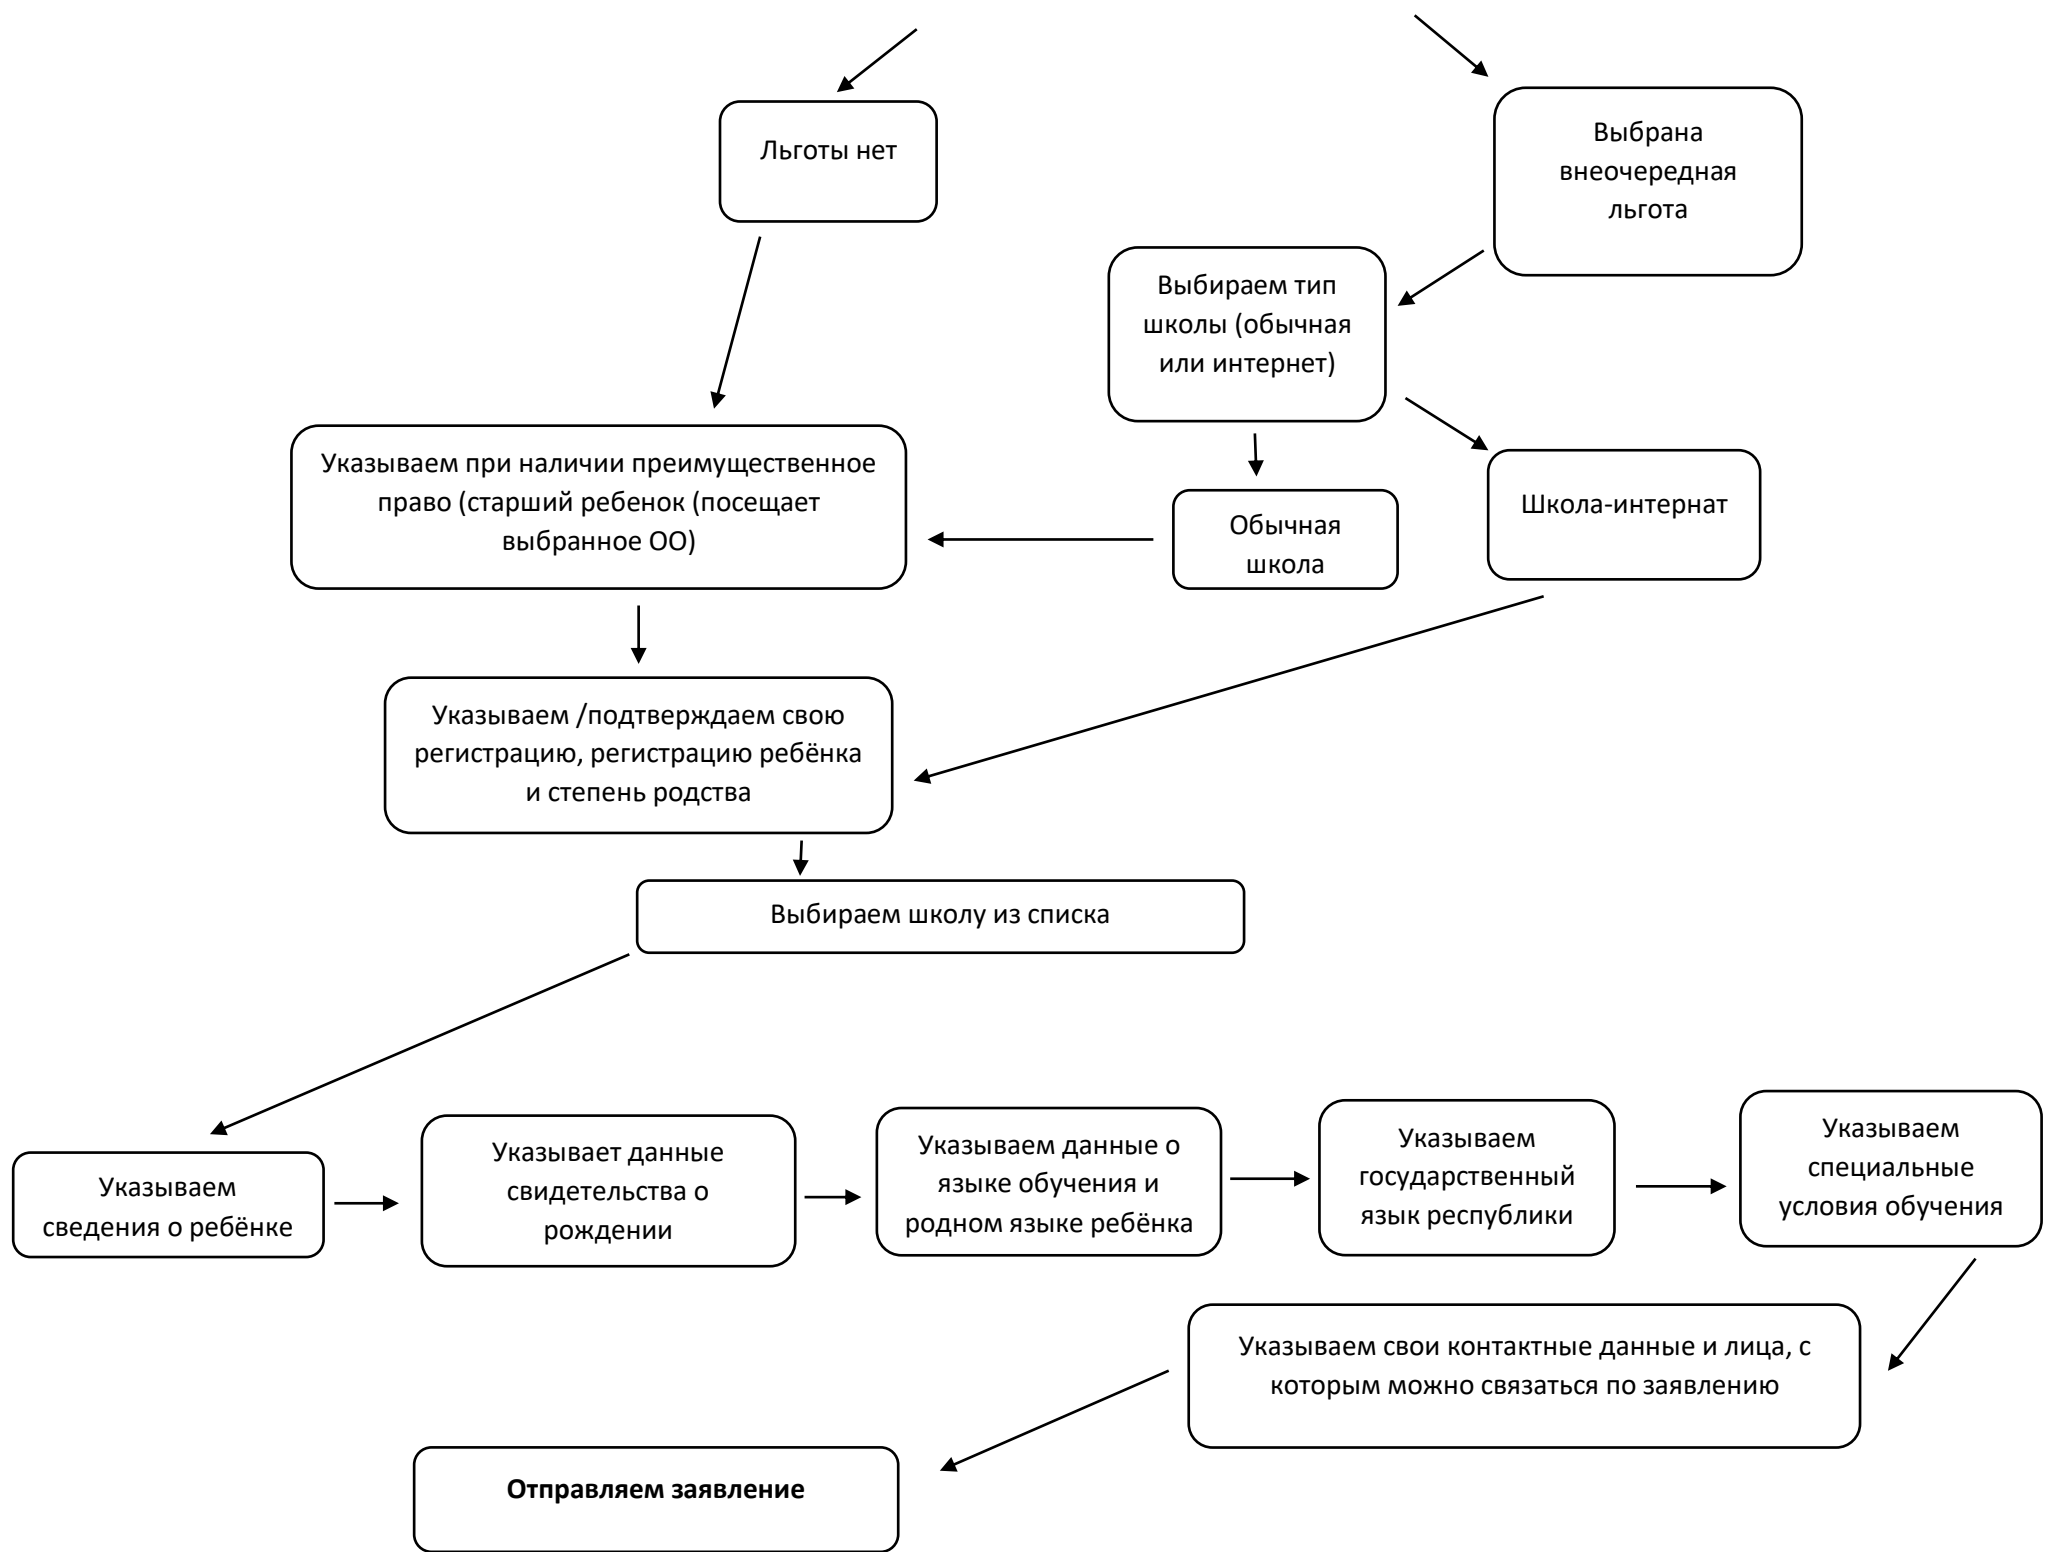 Льготы нет
Выбрана
внеочередная
льгота
Выбираем тип
школы (обычная
или интернет)
Указываем при наличии преимущественное
право (старший ребенок (посещает
выбранное ОО)
Обычная
школа
Школа-интернат
Указываем /подтверждаем свою
регистрацию, регистрацию ребёнка
и степень родства
Выбираем школу из списка
Указываем
сведения о ребёнке
Указывает данные
свидетельства о
рождении
Указываем данные о
языке обучения и
родном языке ребёнка
Указываем
государственный
язык республики
Указываем
специальные
условия обучения
Указываем свои контактные данные и лица, с
которым можно связаться по заявлению
Отправляем заявление